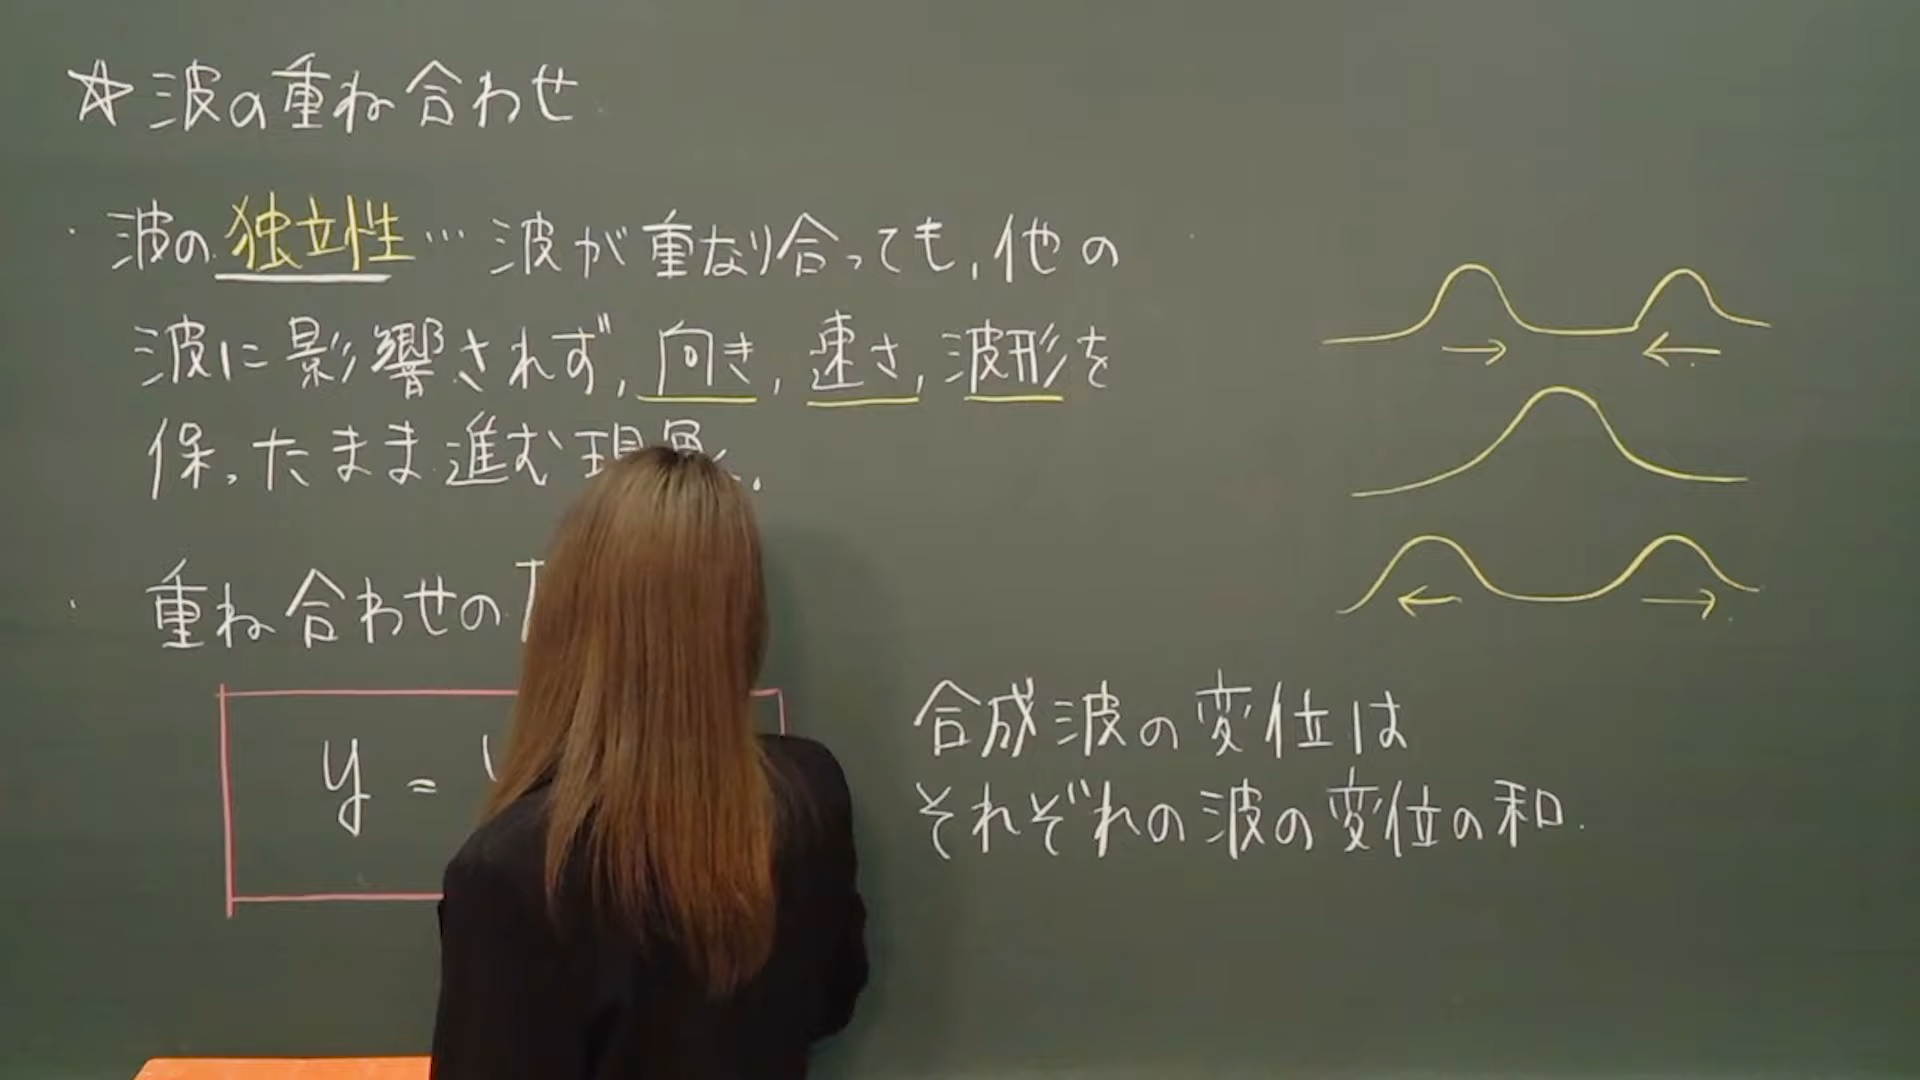 ☆波の重ね合わせ
・波の独立性…波が重なり合っても,他の
波に影響されず,向き,速さ,波形を
保ったまま進む
・重ね合わせの
y =
合成波の変位は
それぞれの波の変位の和.